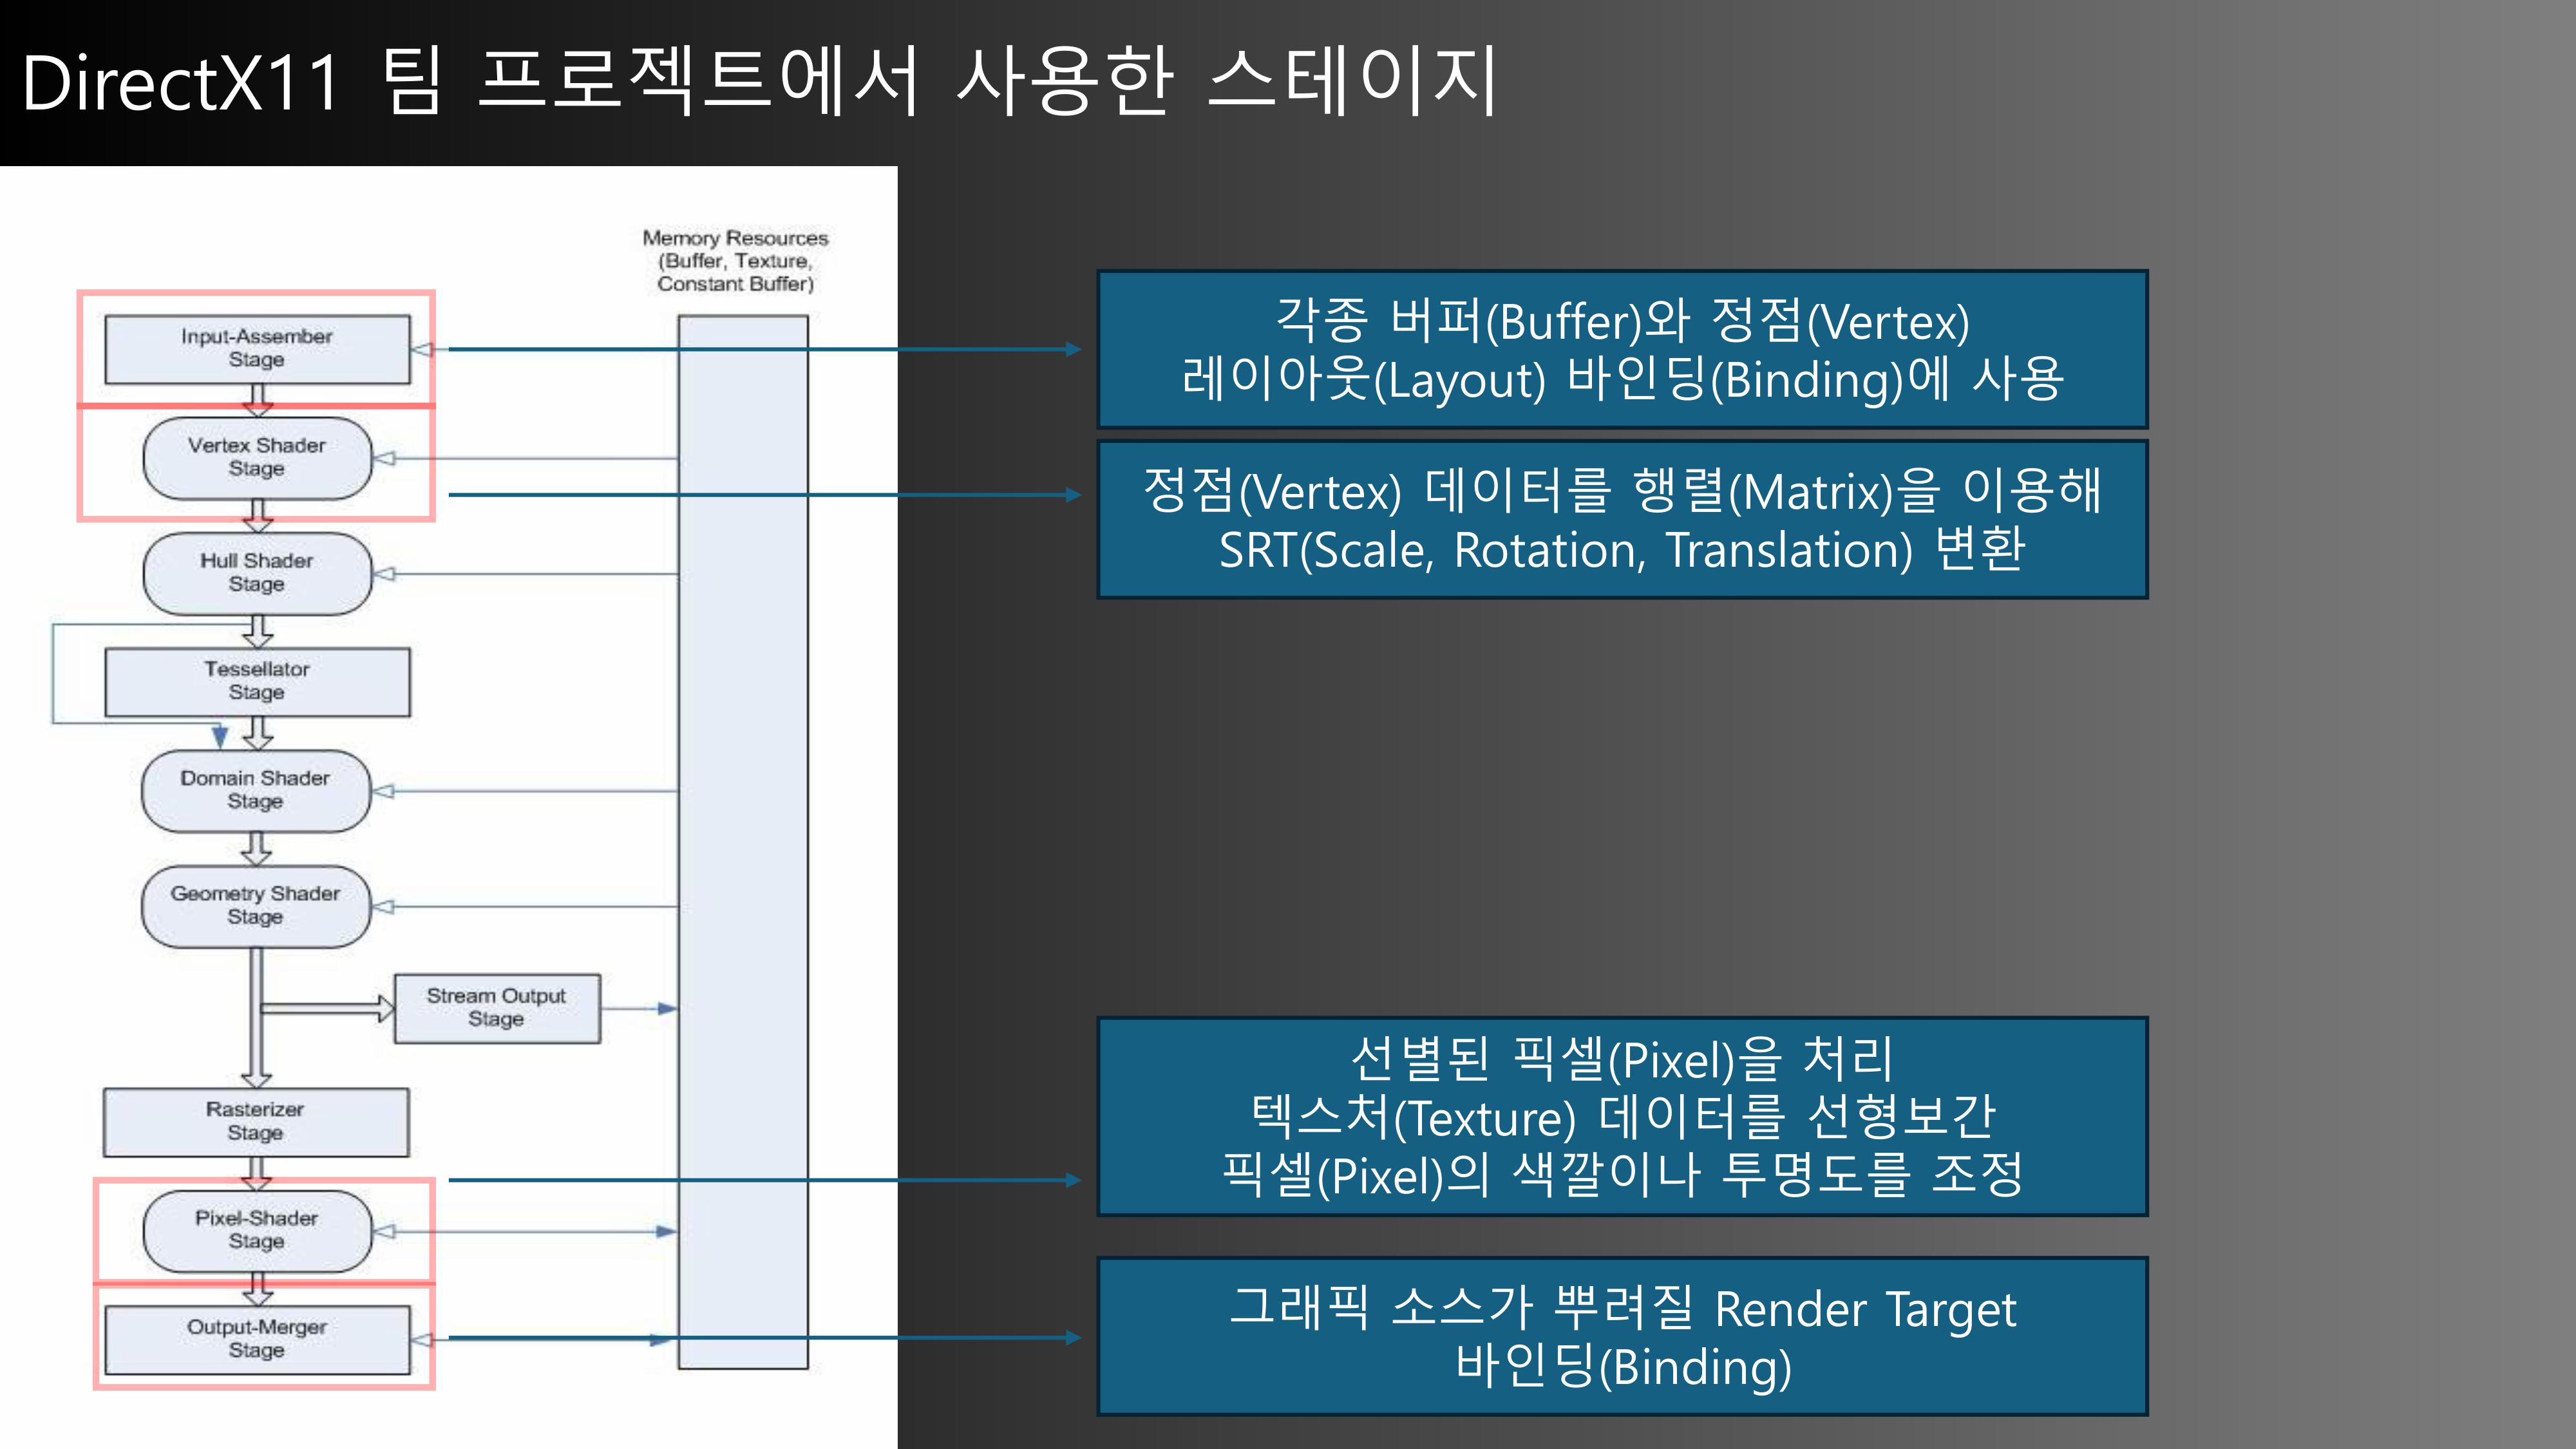 DirectX11 팀 프로젝트에서 사용한 스테이지
Memory Resources
(Buffer, Texture,
Constant Buffer)
Input-Assember
Stage
Vertex Shader
Stage
Hull Shader
Stage
Tessellator
Stage
Domain Shader
Stage
Geometry Shader
Stage
Stream Output
Stage
Rasterizer
Stage
Pixel-Shader
Stage
Output-Merger
Stage
각종 버퍼(Buffer)와 정점(Vertex)
레이아웃(Layout) 바인딩(Binding)에 사용
정점(Vertex) 데이터를 행렬(Matrix)을 이용해
SRT(Scale, Rotation, Translation) 변환
선별된 픽셀(Pixel)을 처리
텍스처(Texture) 데이터를 선형보간
픽셀(Pixel)의 색깔이나 투명도를 조정
그래픽 소스가 뿌려질 Render Target
바인딩(Binding)